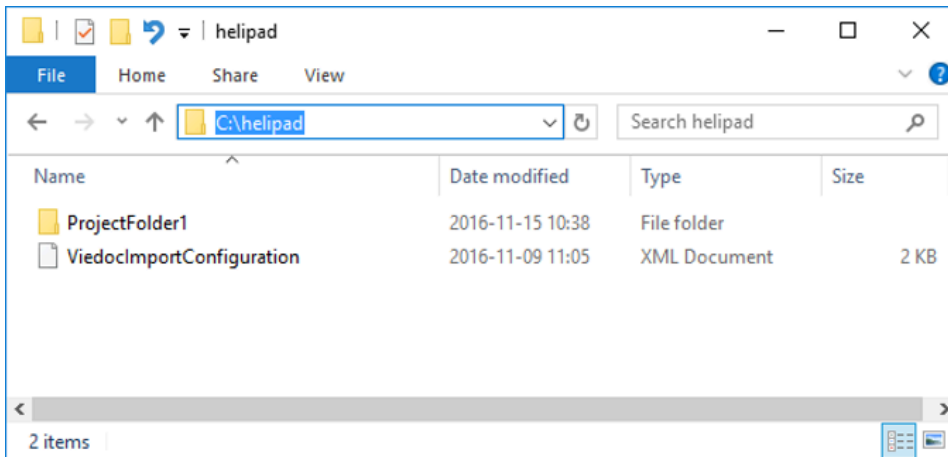 helipad
File Home Share View ?
C:\helipad Search helipad
Name Date modified Type Size
ProjectFolder1 2016-11-15 10:38 File folder
ViedocImportConfiguration 2016-11-09 11:05 XML Document 2 KB
2 items